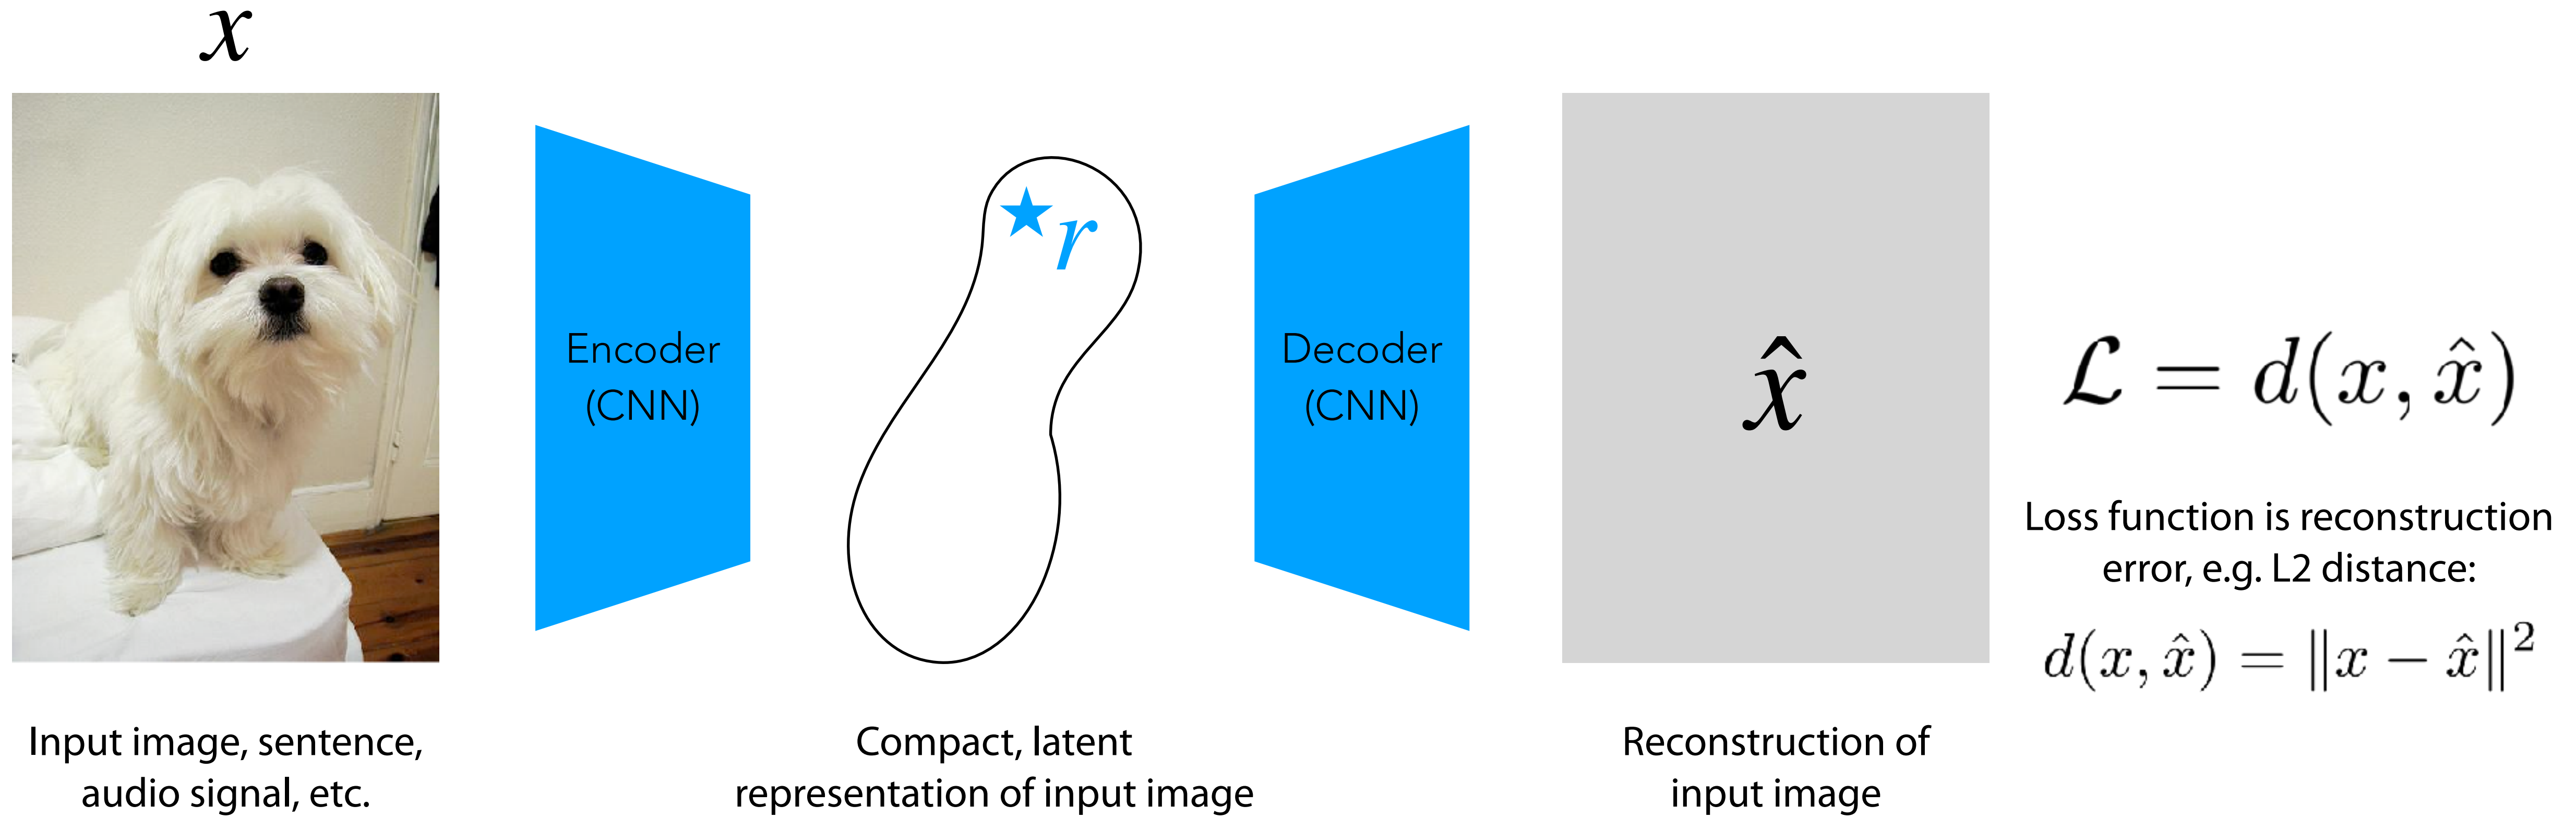 x
Encoder
(CNN)
r
Decoder
(CNN)
x̂
ℒ = d(x, x̂)
Loss function is reconstruction
error, e.g. L2 distance:
d(x, x̂) = ‖x − x̂‖²
Input image, sentence,
audio signal, etc.
Compact, latent
representation of input image
Reconstruction of
input image